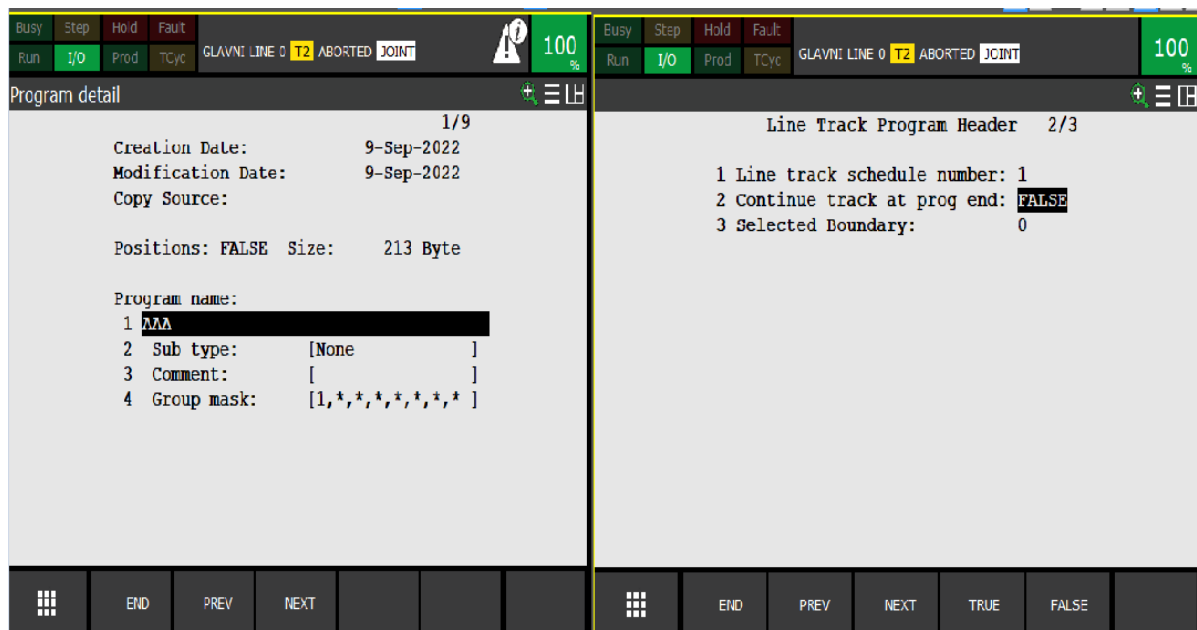 Busy Step Hold Fault
Run I/O Prod TCyc
GLAVNI LINE 0 T2 ABORTED JOINT
100
%
Program detail
1/9
Creation Date: 9-Sep-2022
Modification Date: 9-Sep-2022
Copy Source:
Positions: FALSE Size: 213 Byte
Program name:
1 AAA
2 Sub type: [None ]
3 Comment: [ ]
4 Group mask: [1,*,*,*,*,*,*,* ]
END PREV NEXT
Busy Step Hold Fault
Run I/O Prod TCyc
GLAVNI LINE 0 T2 ABORTED JOINT
100
%
Line Track Program Header 2/3
1 Line track schedule number: 1
2 Continue track at prog end: FALSE
3 Selected Boundary: 0
END PREV NEXT TRUE FALSE